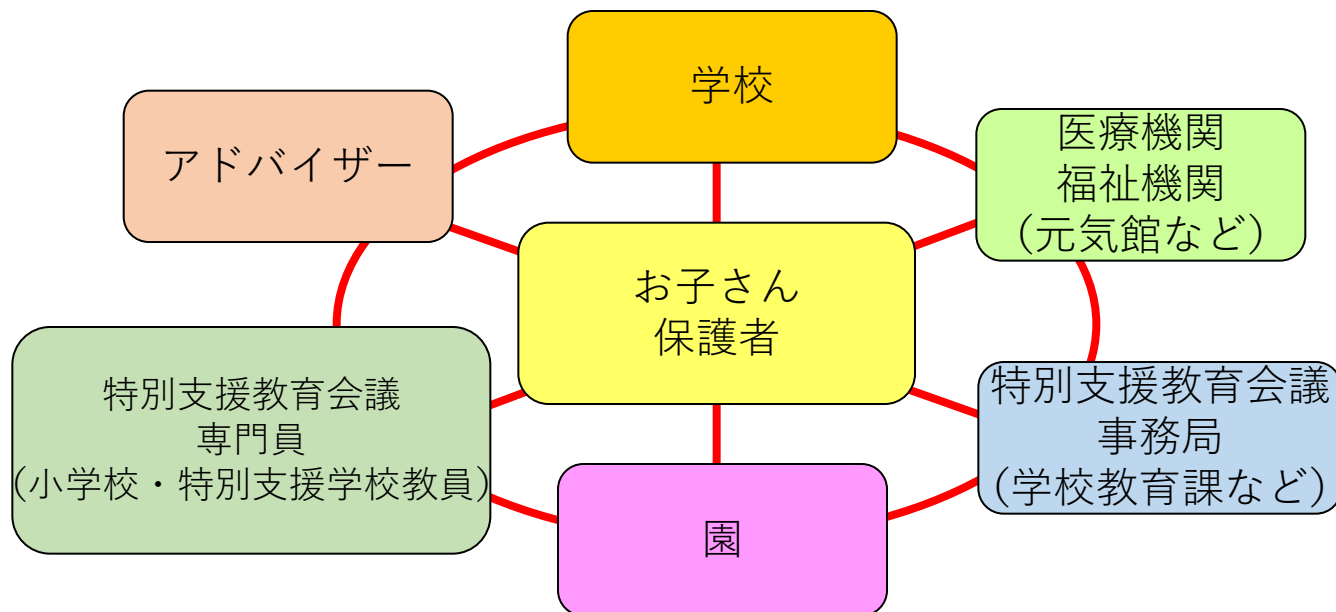 学校
アドバイザー
医療機関
福祉機関
(元気館など)
お子さん
保護者
特別支援教育会議
専門員
(小学校・特別支援学校教員)
特別支援教育会議
事務局
(学校教育課など)
園